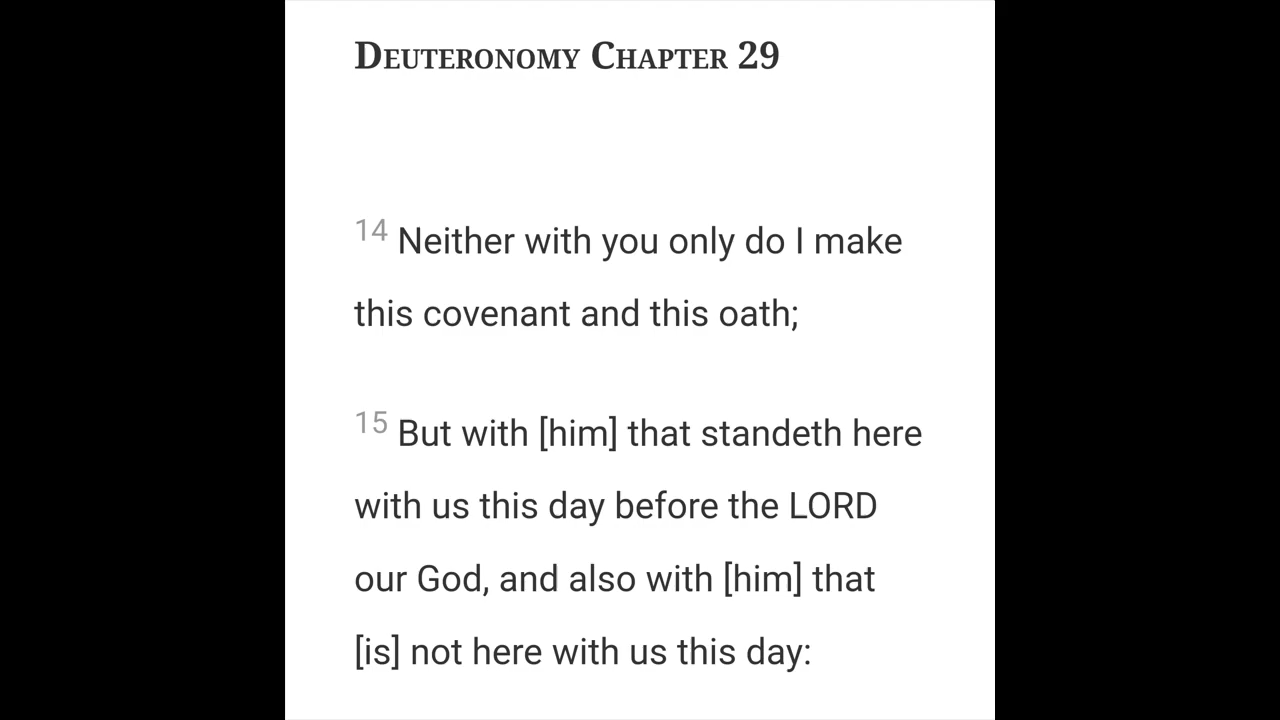 Deuteronomy Chapter 29
14 Neither with you only do I make
this covenant and this oath;
15 But with [him] that standeth here
with us this day before the LORD
our God, and also with [him] that
[is] not here with us this day: